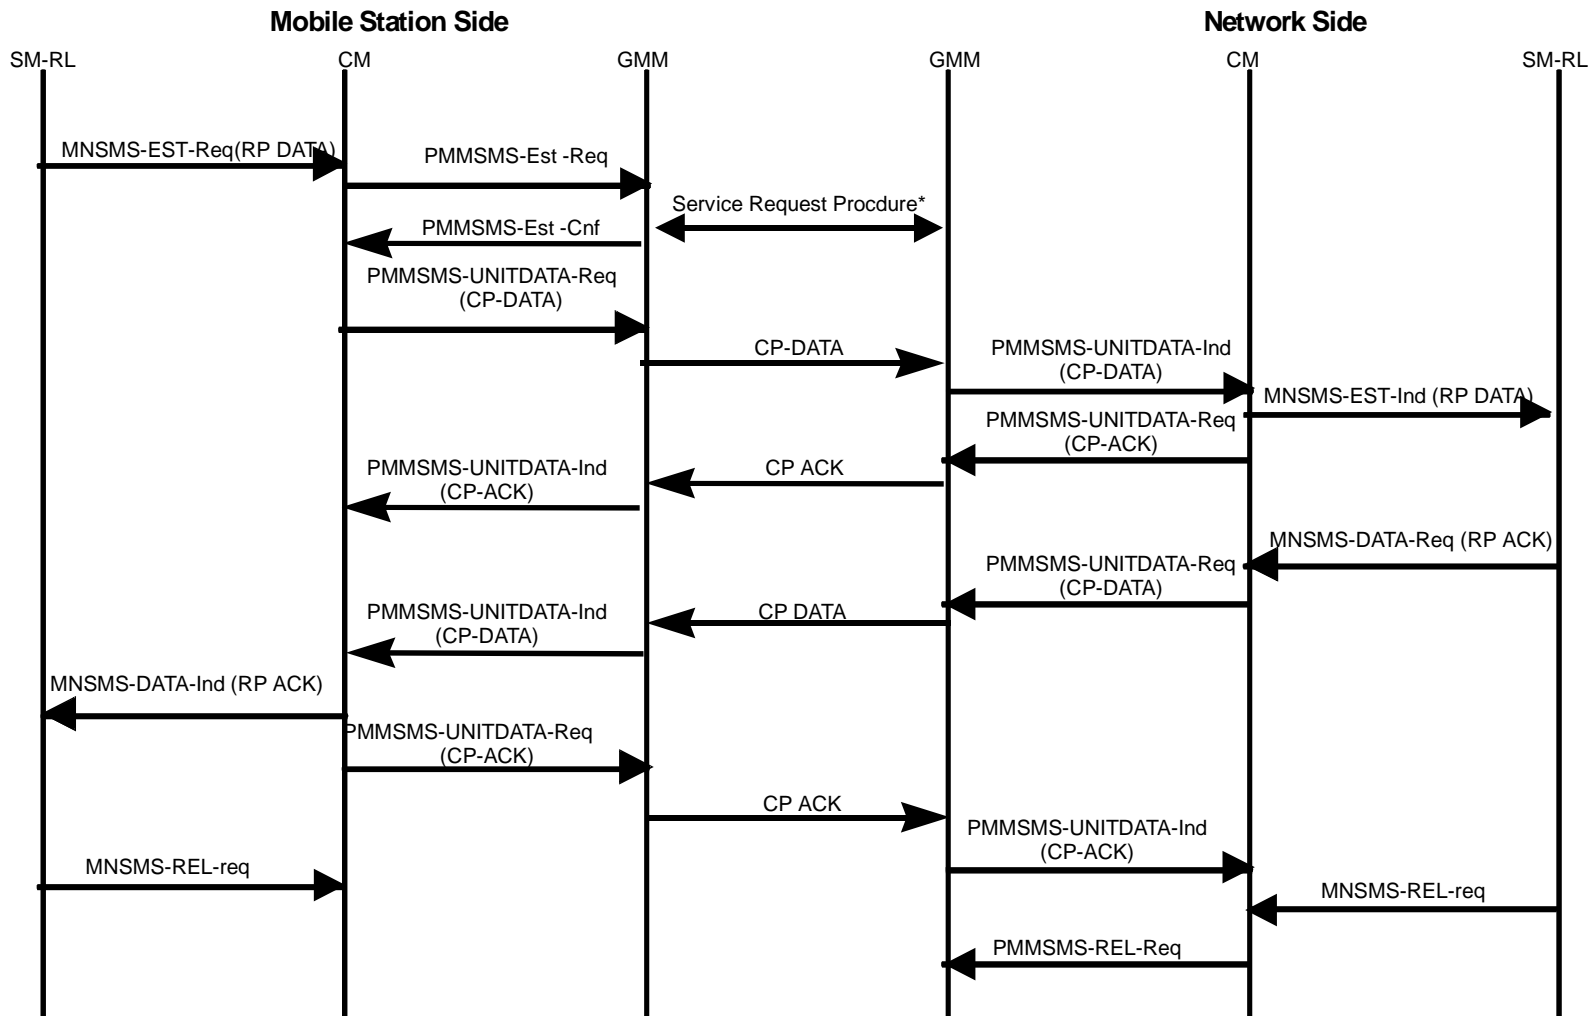 Mobile Station Side
Network Side
SM-RL
CM
GMM
GMM
CM
SM-RL
MNSMS-EST-Req(RP DATA)
PMMSMS-Est -Req
Service Request Procdure*
PMMSMS-Est -Cnf
PMMSMS-UNITDATA-Req
(CP-DATA)
CP-DATA
PMMSMS-UNITDATA-Ind
(CP-DATA)
MNSMS-EST-Ind (RP DATA)
PMMSMS-UNITDATA-Req
(CP-ACK)
CP ACK
PMMSMS-UNITDATA-Ind
(CP-ACK)
MNSMS-DATA-Req (RP ACK)
PMMSMS-UNITDATA-Req
(CP-DATA)
CP DATA
PMMSMS-UNITDATA-Ind
(CP-DATA)
MNSMS-DATA-Ind (RP ACK)
PMMSMS-UNITDATA-Req
(CP-ACK)
CP ACK
PMMSMS-UNITDATA-Ind
(CP-ACK)
MNSMS-REL-req
MNSMS-REL-req
PMMSMS-REL-Req